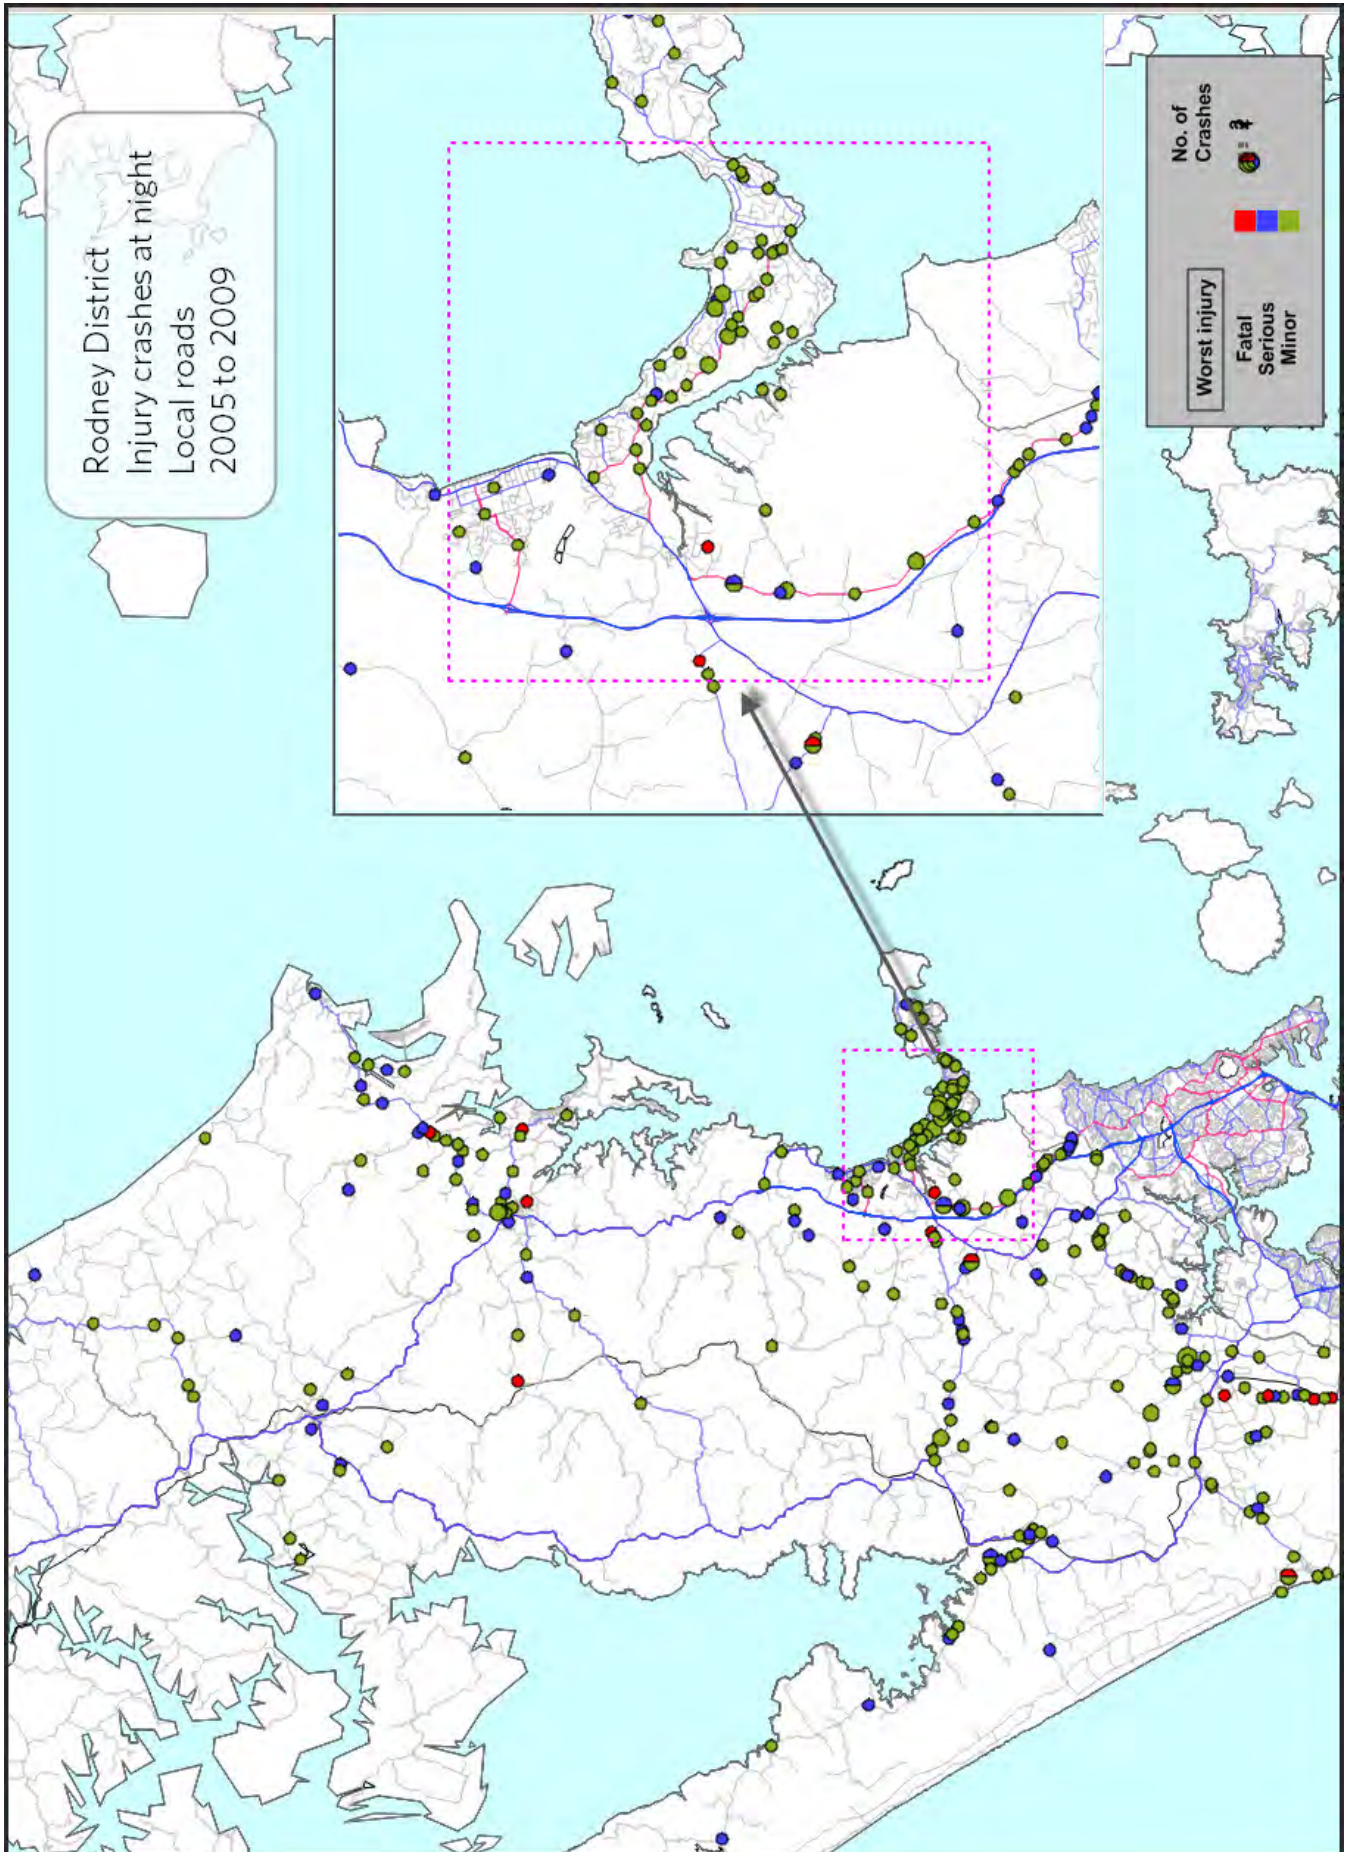 Rodney District
Injury crashes at night
Local roads
2005 to 2009
No. of
Crashes
Worst injury
Fatal
Serious
Minor